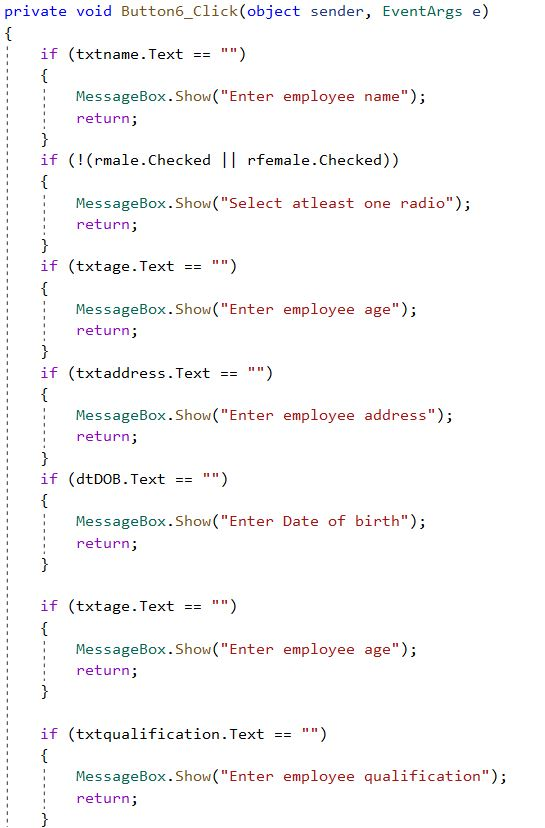 private void Button6_Click(object sender, EventArgs e)
{
if (txtname.Text == "")
{
MessageBox.Show("Enter employee name");
return;
}
if (!(rmale.Checked || rfemale.Checked))
{
MessageBox.Show("Select atleast one radio");
return;
}
if (txtage.Text == "")
{
MessageBox.Show("Enter employee age");
return;
}
if (txtaddress.Text == "")
{
MessageBox.Show("Enter employee address");
return;
}
if (dtDOB.Text == "")
{
MessageBox.Show("Enter Date of birth");
return;
}
if (txtage.Text == "")
{
MessageBox.Show("Enter employee age");
return;
}
if (txtqualification.Text == "")
{
MessageBox.Show("Enter employee qualification");
return;
}